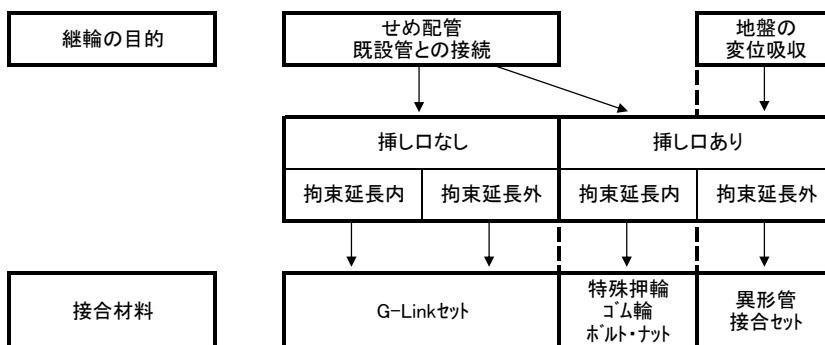 継輪の目的
せめ配管
既設管との接続
地盤の
変位吸収
挿し口なし
挿し口あり
拘束延長内
拘束延長外
拘束延長内
拘束延長外
接合材料
G-Linkｾｯﾄ
特殊押輪
ｺﾞﾑ輪
ﾎﾞﾙﾄ・ﾅｯﾄ
異形管
接合セット